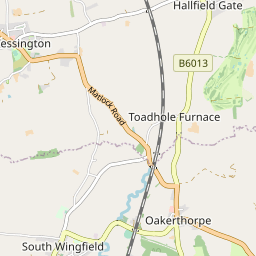 Hallfield Gate
essington
B6013
Matlock Road
Toadhole Furnace
Oakerthorpe
South Wingfield